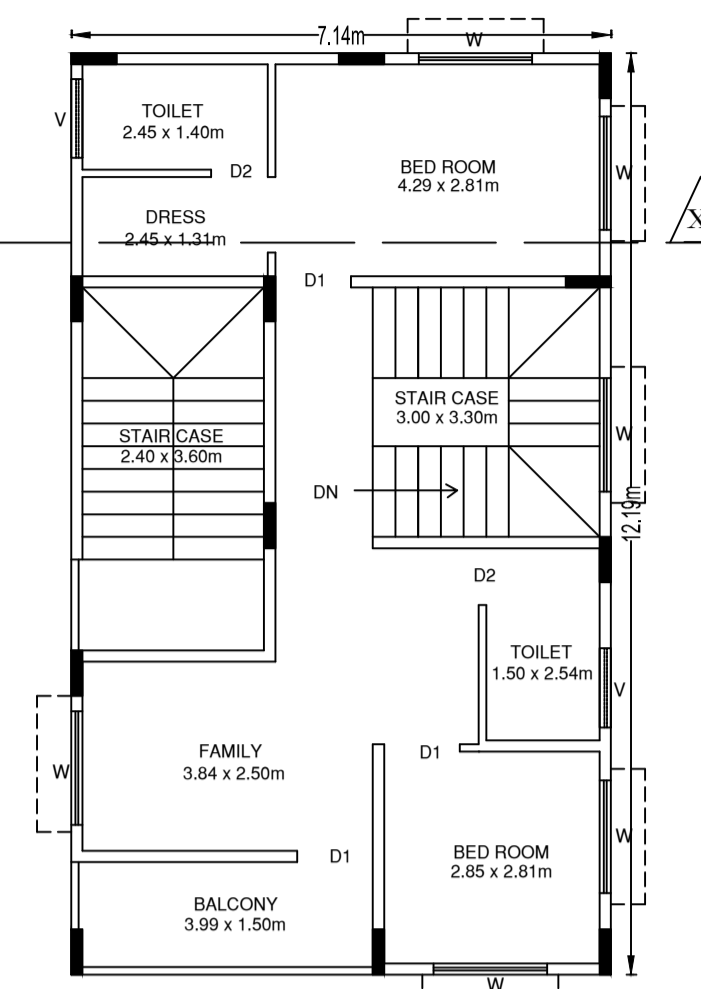 7.14m
W
V
TOILET
2.45 x 1.40m
D2
BED ROOM
4.29 x 2.81m
W
DRESS
2.45 x 1.31m
X
D1
STAIR CASE
3.00 x 3.30m
W
STAIR CASE
2.40 x 3.60m
DN
12.19m
D2
TOILET
1.50 x 2.54m
V
FAMILY
3.84 x 2.50m
W
D1
W
D1
BED ROOM
2.85 x 2.81m
BALCONY
3.99 x 1.50m
W